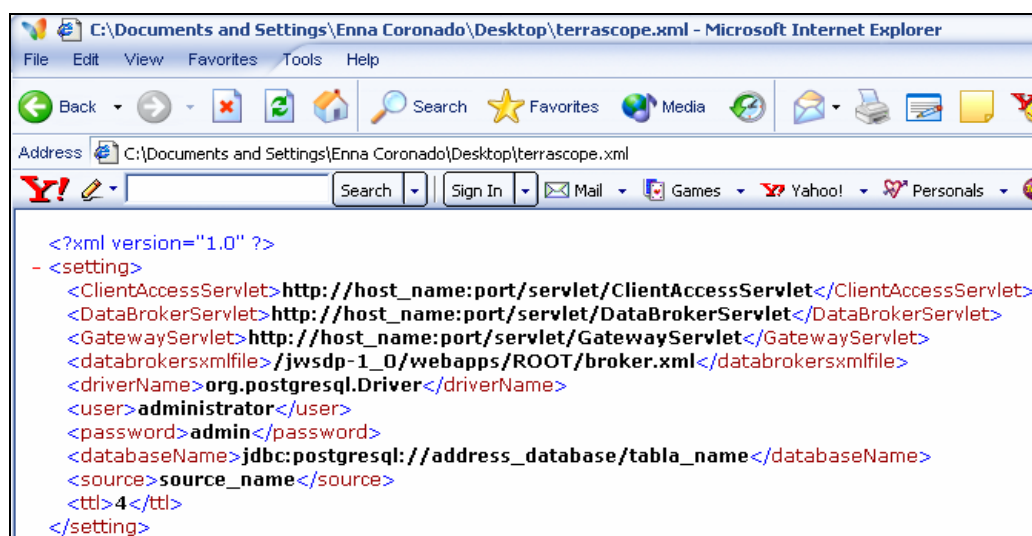 C:\Documents and Settings\Enna Coronado\Desktop\terrascope.xml - Microsoft Internet Explorer
File Edit View Favorites Tools Help
Back Search Favorites Media
Address C:\Documents and Settings\Enna Coronado\Desktop\terrascope.xml
Y! Search Sign In Mail Games Yahoo! Personals
<?xml version="1.0" ?>
- <setting>
<ClientAccessServlet>http://host_name:port/servlet/ClientAccessServlet</ClientAccessServlet>
<DataBrokerServlet>http://host_name:port/servlet/DataBrokerServlet</DataBrokerServlet>
<GatewayServlet>http://host_name:port/servlet/GatewayServlet</GatewayServlet>
<databrokersxmlfile>/jwsdp-1_0/webapps/ROOT/broker.xml</databrokersxmlfile>
<driverName>org.postgresql.Driver</driverName>
<user>administrator</user>
<password>admin</password>
<databaseName>jdbc:postgresql://address_database/tabla_name</databaseName>
<source>source_name</source>
<ttl>4</ttl>
</setting>